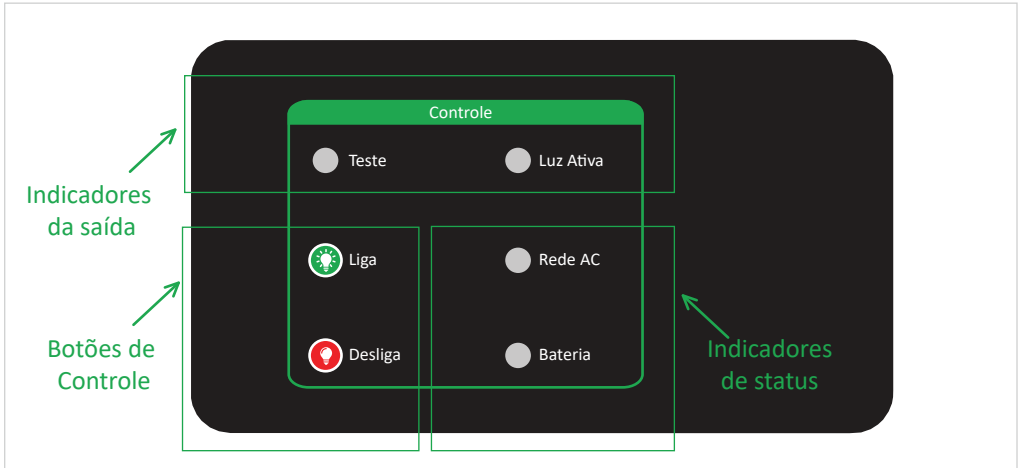 Controle
Teste
Luz Ativa
Indicadores
da saída
Liga
Rede AC
Botões de
Controle
Desliga
Bateria
Indicadores
de status